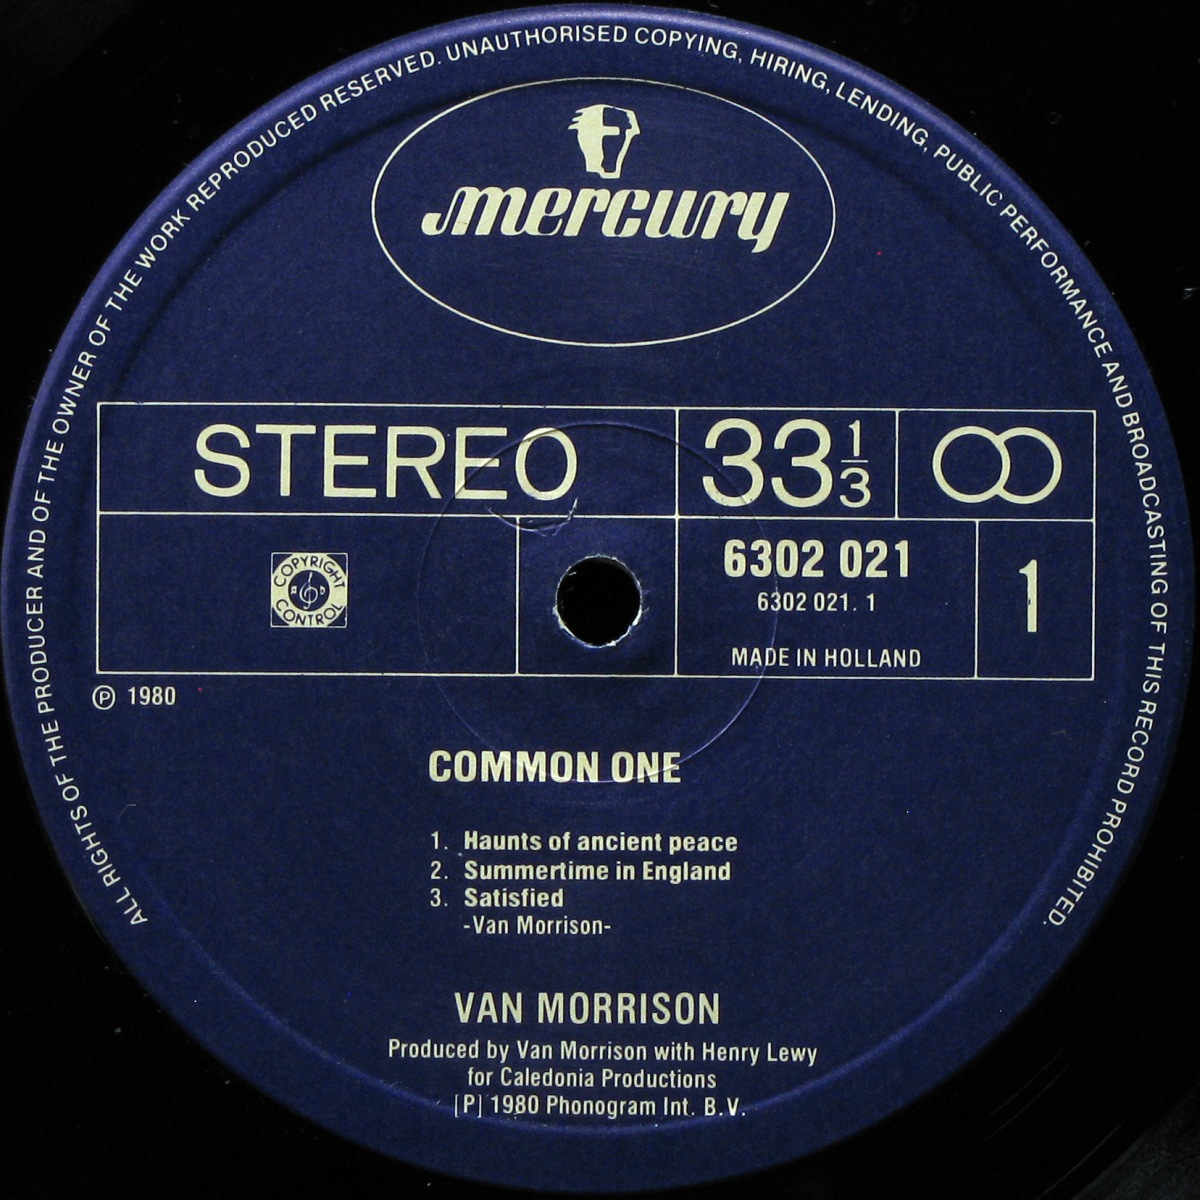 ALL RIGHTS OF THE PRODUCER AND OF THE OWNER OF THE WORK REPRODUCED RESERVED. UNAUTHORISED COPYING, HIRING, LENDING, PUBLIC PERFORMANCE AND BROADCASTING OF THIS RECORD PROHIBITED.
mercury
STEREO 33 1/3
COPYRIGHT CONTROL
6302 021
6302 021. 1
MADE IN HOLLAND
1
Ⓟ 1980
COMMON ONE
1. Haunts of ancient peace
2. Summertime in England
3. Satisfied
-Van Morrison-
VAN MORRISON
Produced by Van Morrison with Henry Lewy
for Caledonia Productions
[P] 1980 Phonogram Int. B.V.